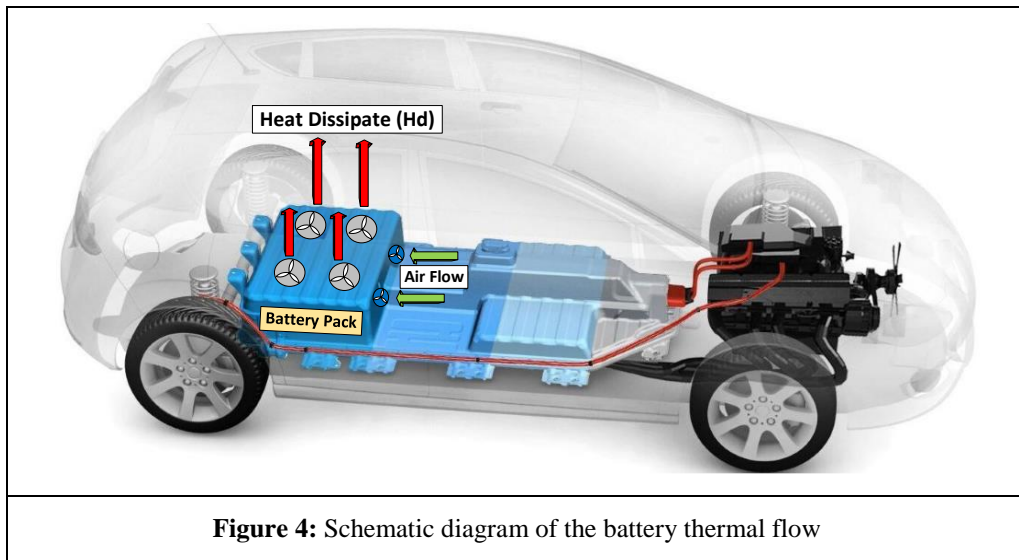 Heat Dissipate (Hd)
Air Flow
Battery Pack
Figure 4: Schematic diagram of the battery thermal flow